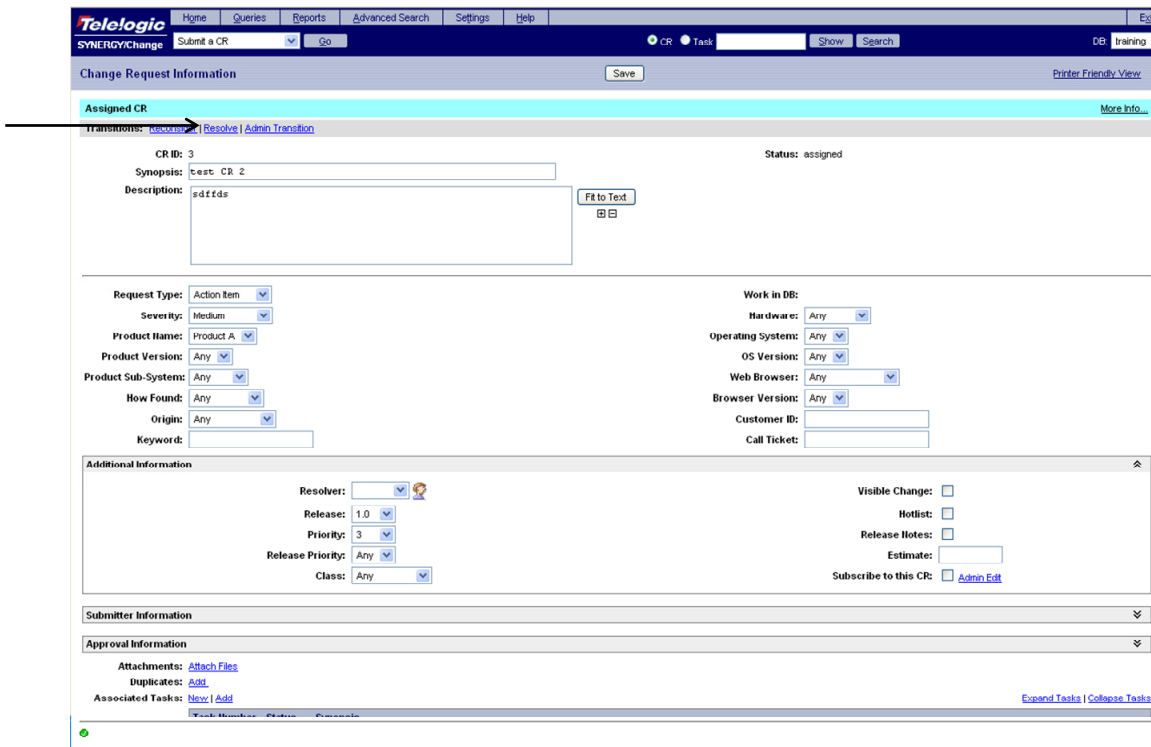 Telelogic Home Queries Reports Advanced Search Settings Help
SYNERGY/Change Submit a CR Go CR Task Show Search DB: training
Change Request Information Save Printer Friendly View
Assigned CR More Info...
Transitions: | Resolve | Admin Transition
CR ID: 3 Status: assigned
Synopsis: test CR 2
Description: sdffds Fit to Text
Request Type: Action Item Work in DB:
Severity: Medium Hardware: Any
Product Name: Product A Operating System: Any
Product Version: Any OS Version: Any
Product Sub-System: Any Web Browser: Any
How Found: Any Browser Version: Any
Origin: Any Customer ID:
Keyword: Call Ticket:
Additional Information
Resolver: Visible Change:
Release: 1.0 Hotlist:
Priority: 3 Release Notes:
Release Priority: Any Estimate:
Class: Any Subscribe to this CR: Admin Edit
Submitter Information
Approval Information
Attachments: Attach Files
Duplicates: Add
Associated Tasks: New | Add Expand Tasks | Collapse Tasks
Task Number Status Synopsis